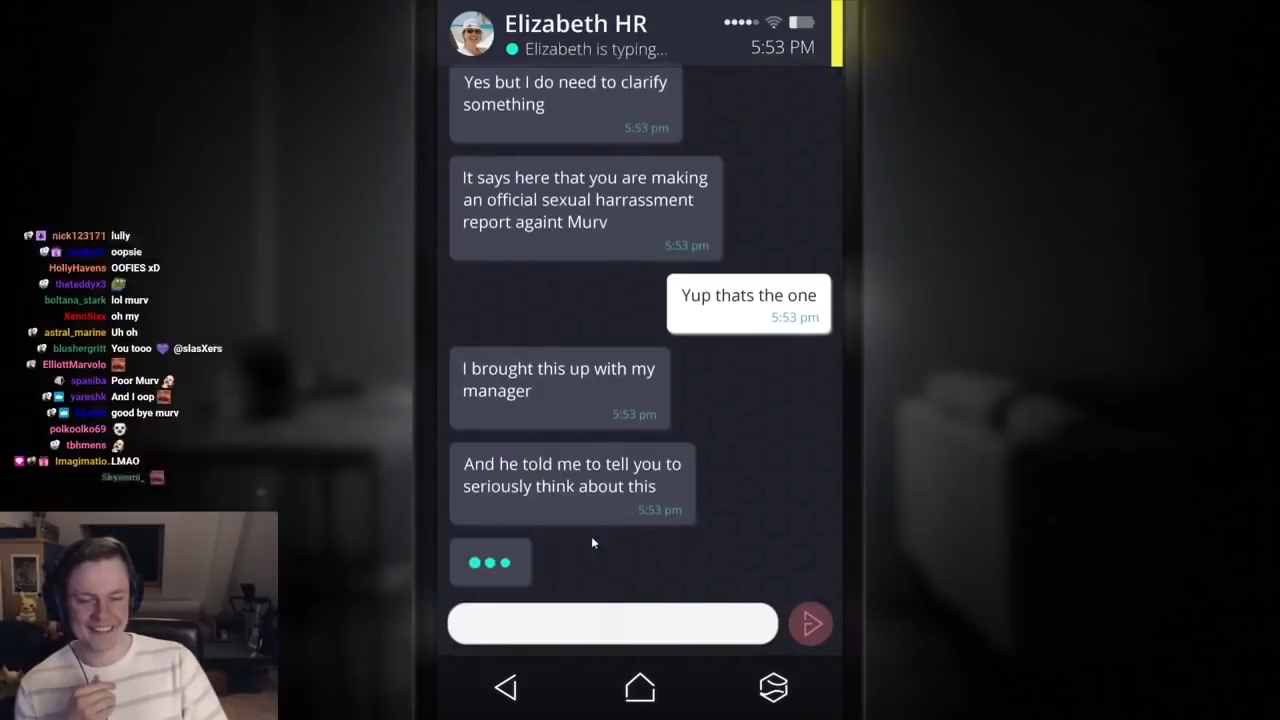 Elizabeth HR
Elizabeth is typing...
5:53 PM
Yes but I do need to clarify
something
5:53 pm
It says here that you are making
an official sexual harrassment
report againt Murv
5:53 pm
Yup thats the one
5:53 pm
I brought this up with my
manager
5:53 pm
And he told me to tell you to
seriously think about this
5:53 pm
nick123171 lully
oopsie
HollyHavens OOFIES xD
theteddyx3
boltana_stark lol murv
XenoSixx oh my
astral_marine Uh oh
blushergritt You tooo @slasXers
ElliottMarvolo
spasiba Poor Murv
yareshk And I oop
good bye murv
polkoolko69
tbhmens
Imagimatio LMAO